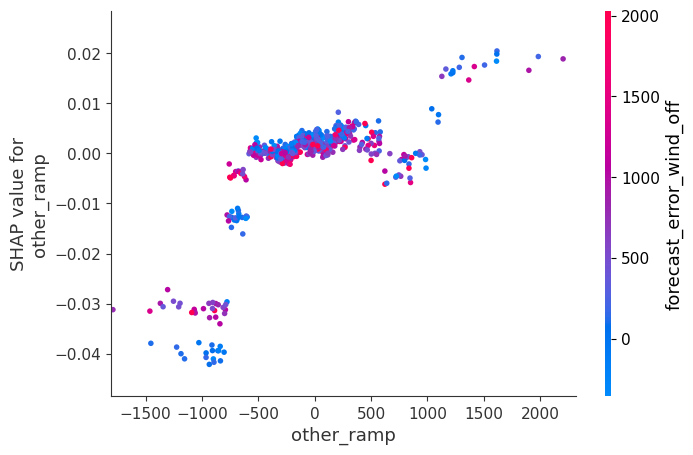 0.02
0.01
0.00
−0.01
−0.02
−0.03
−0.04
SHAP value for
other_ramp
−1500 −1000 −500 0 500 1000 1500 2000
other_ramp
2000
1500
1000
500
0
forecast_error_wind_off